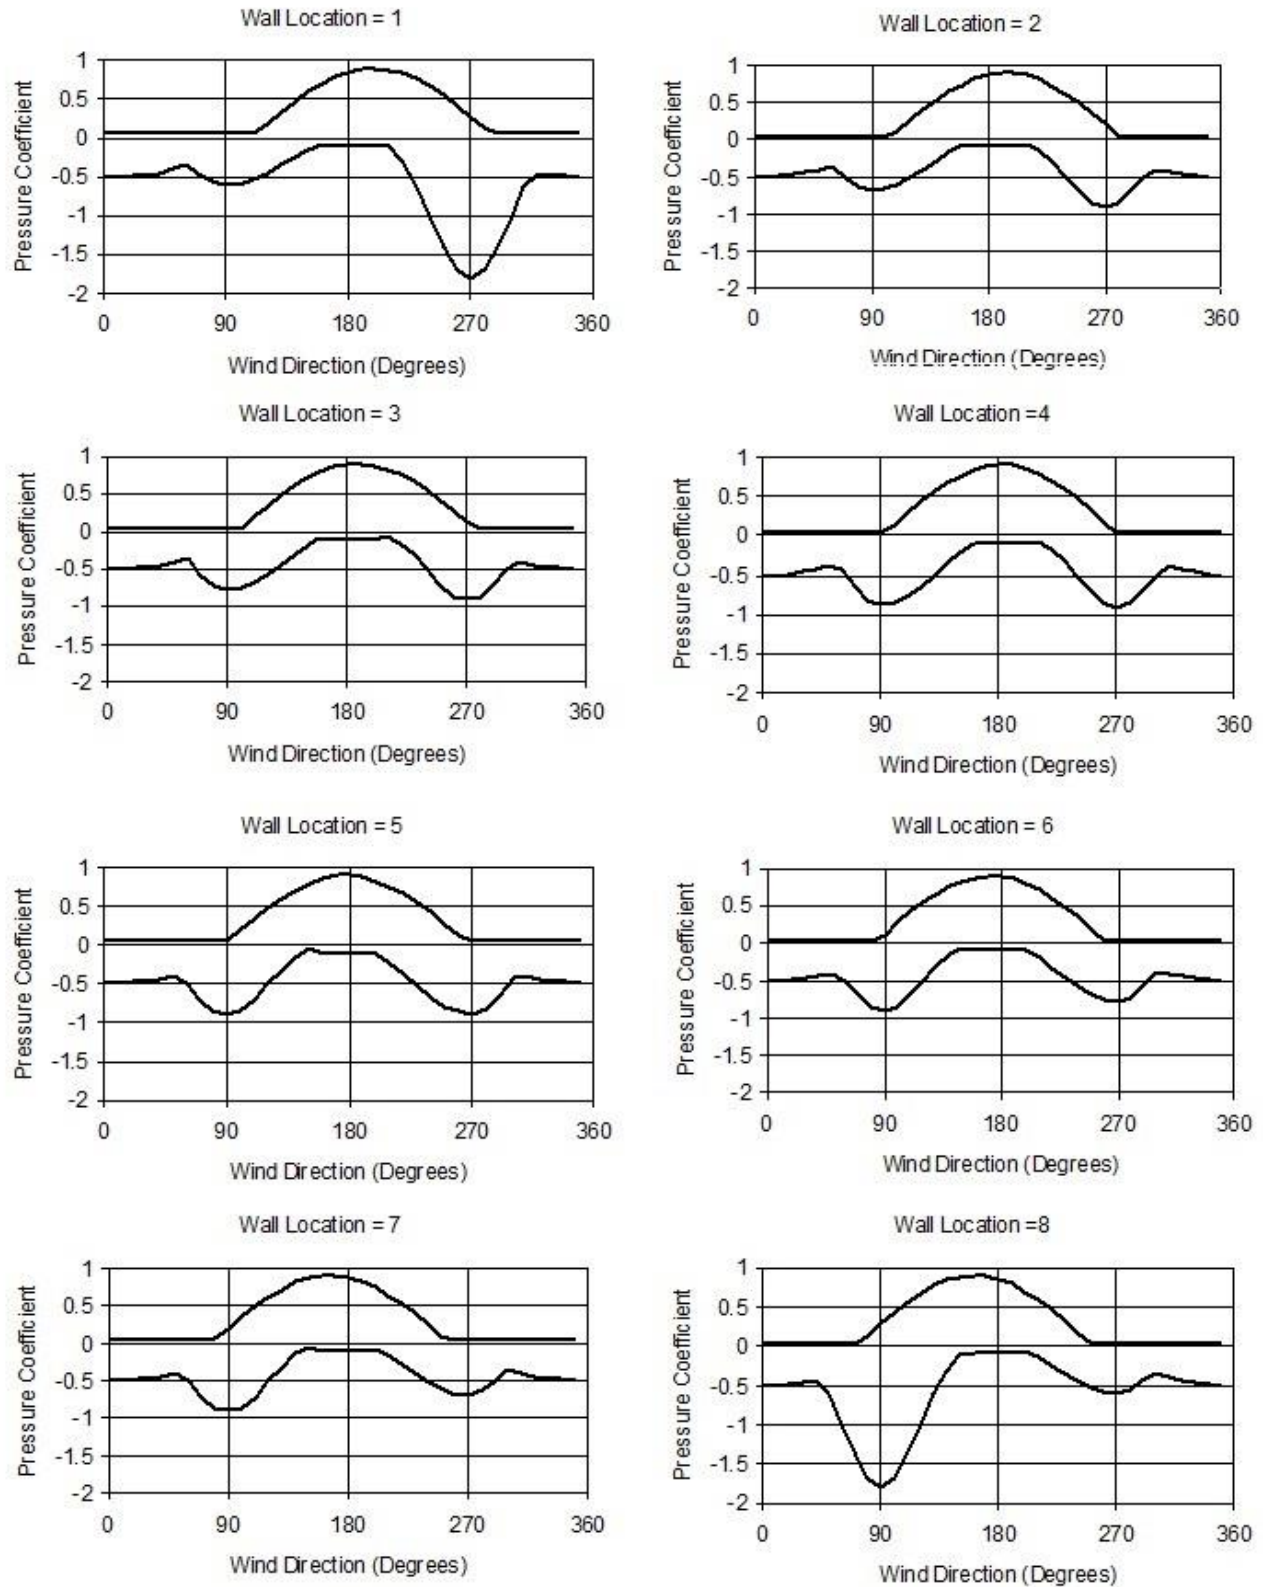 Wall Location = 1
Pressure Coefficient
1
0.5
0
-0.5
-1
-1.5
-2
0 90 180 270 360
Wind Direction (Degrees)
Wall Location = 2
Pressure Coefficient
1
0.5
0
-0.5
-1
-1.5
-2
0 90 180 270 360
Wind Direction (Degrees)
Wall Location = 3
Pressure Coefficient
1
0.5
0
-0.5
-1
-1.5
-2
0 90 180 270 360
Wind Direction (Degrees)
Wall Location =4
Pressure Coefficient
1
0.5
0
-0.5
-1
-1.5
-2
0 90 180 270 360
Wind Direction (Degrees)
Wall Location = 5
Pressure Coefficient
1
0.5
0
-0.5
-1
-1.5
-2
0 90 180 270 360
Wind Direction (Degrees)
Wall Location = 6
Pressure Coefficient
1
0.5
0
-0.5
-1
-1.5
-2
0 90 180 270 360
Wind Direction (Degrees)
Wall Location = 7
Pressure Coefficient
1
0.5
0
-0.5
-1
-1.5
-2
0 90 180 270 360
Wind Direction (Degrees)
Wall Location =8
Pressure Coefficient
1
0.5
0
-0.5
-1
-1.5
-2
0 90 180 270 360
Wind Direction (Degrees)